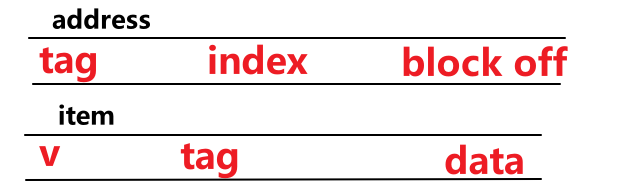 address
tag index block off
item
v tag data